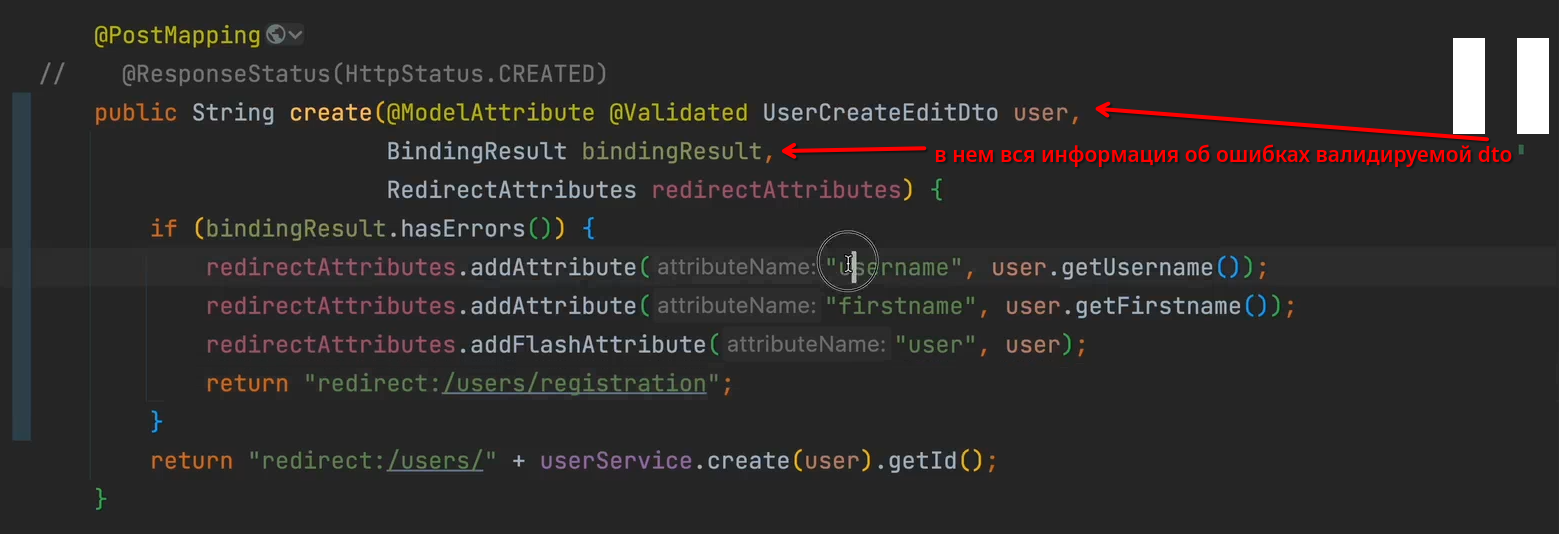 @PostMapping
// @ResponseStatus(HttpStatus.CREATED)
public String create(@ModelAttribute @Validated UserCreateEditDto user,
BindingResult bindingResult, в нем вся информация об ошибках валидируемой dto
RedirectAttributes redirectAttributes) {
if (bindingResult.hasErrors()) {
redirectAttributes.addAttribute( attributeName: "username", user.getUsername());
redirectAttributes.addAttribute( attributeName: "firstname", user.getFirstname());
redirectAttributes.addFlashAttribute( attributeName: "user", user);
return "redirect:/users/registration";
}
return "redirect:/users/" + userService.create(user).getId();
}